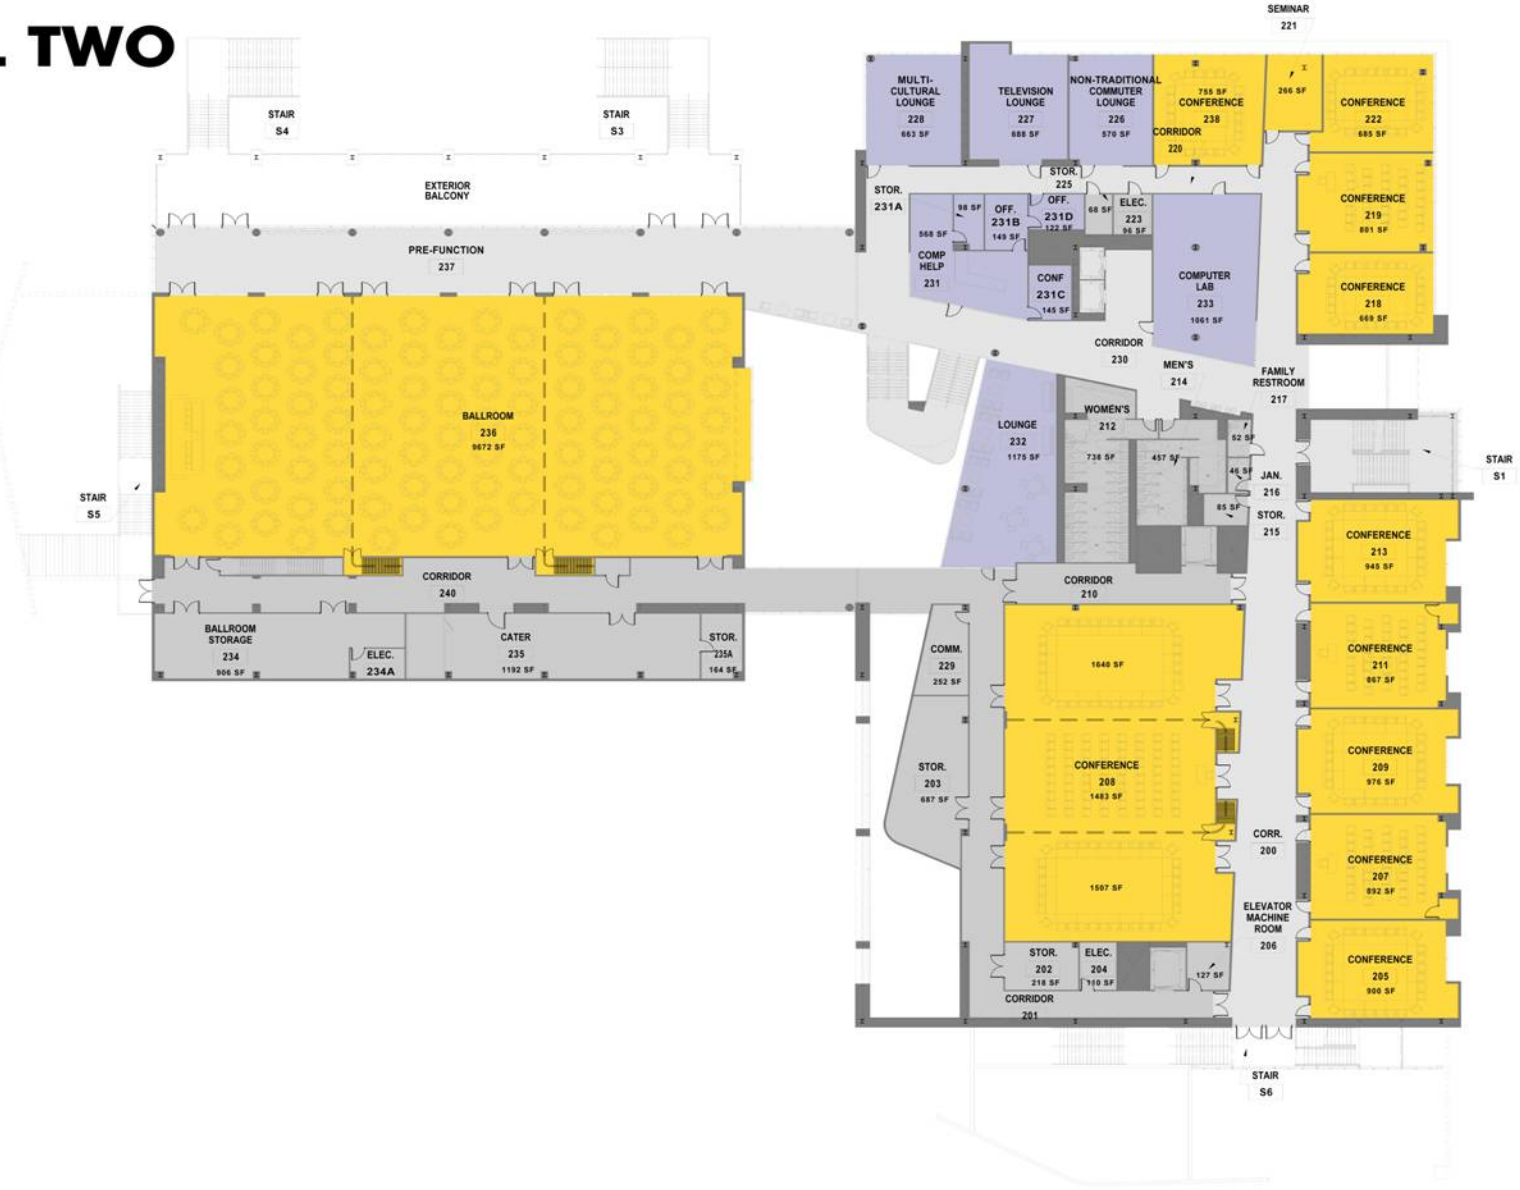 . TWO
SEMINAR
221
STAIR
S4
STAIR
S3
MULTI-
CULTURAL
LOUNGE
228
663 SF
TELEVISION
LOUNGE
227
688 SF
NON-TRADITIONAL
COMMUTER
LOUNGE
226
570 SF
755 SF
CONFERENCE
238
CORRIDOR
220
266 SF
CONFERENCE
222
685 SF
EXTERIOR
BALCONY
STOR.
225
STOR.
231A
98 SF
OFF.
231B
145 SF
OFF.
231D
122 SF
68 SF
ELEC.
223
96 SF
CONFERENCE
219
801 SF
PRE-FUNCTION
237
568 SF
COMP
HELP
231
CONF
231C
145 SF
COMPUTER
LAB
233
1061 SF
CONFERENCE
218
669 SF
CORRIDOR
230
MEN'S
214
FAMILY
RESTROOM
217
BALLROOM
236
9672 SF
LOUNGE
232
1175 SF
WOMEN'S
212
738 SF
457 SF
52 SF
46 SF
JAN.
216
85 SF
STOR.
215
STAIR
S1
STAIR
S5
CONFERENCE
213
945 SF
CORRIDOR
240
CORRIDOR
210
BALLROOM
STORAGE
234
906 SF
ELEC.
234A
CATER
235
1192 SF
STOR.
235A
164 SF
COMM.
229
252 SF
1640 SF
CONFERENCE
211
867 SF
STOR.
203
687 SF
CONFERENCE
208
1483 SF
CONFERENCE
209
976 SF
CORR.
200
CONFERENCE
207
892 SF
1507 SF
ELEVATOR
MACHINE
ROOM
206
STOR.
202
218 SF
ELEC.
204
110 SF
127 SF
CONFERENCE
205
900 SF
CORRIDOR
201
STAIR
S6